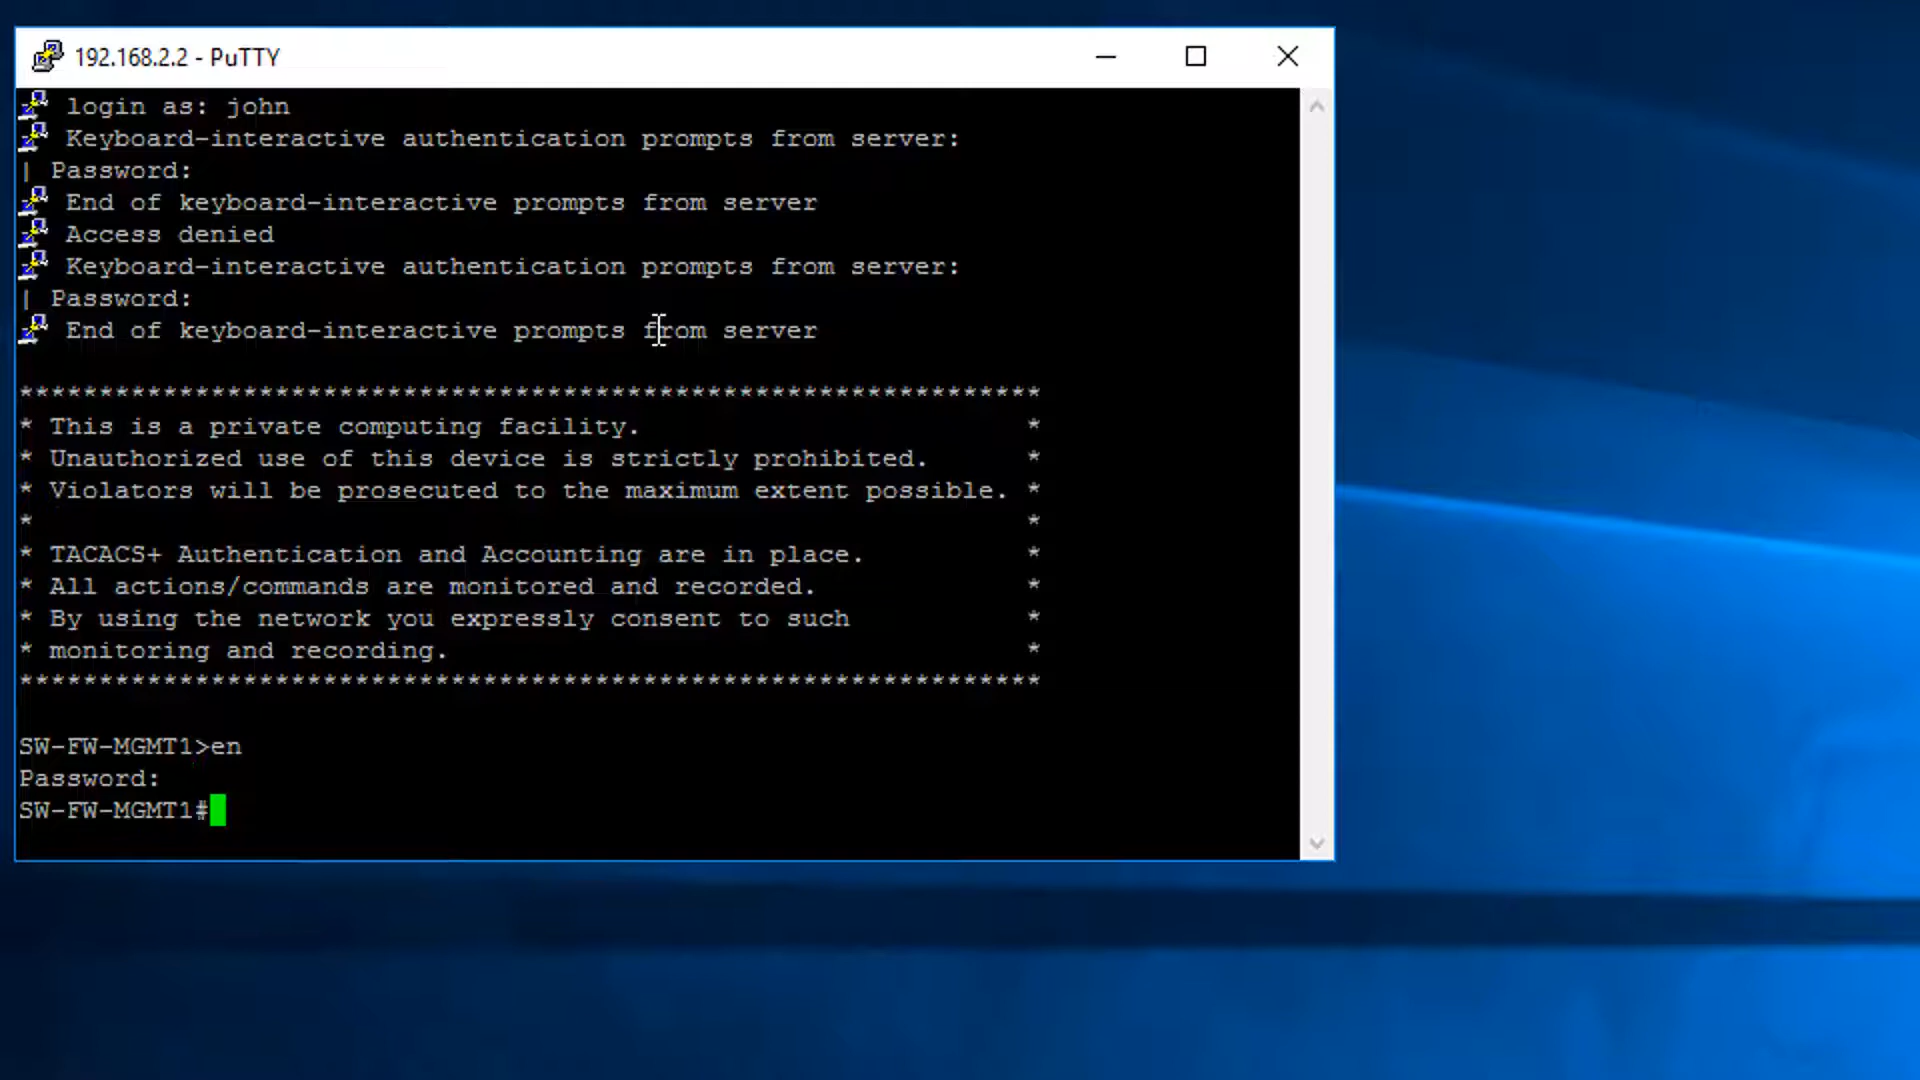 192.168.2.2 - PuTTY
login as: john
Keyboard-interactive authentication prompts from server:
| Password:
End of keyboard-interactive prompts from server
Access denied
Keyboard-interactive authentication prompts from server:
| Password:
End of keyboard-interactive prompts from server
****************************************************************
* This is a private computing facility. *
* Unauthorized use of this device is strictly prohibited. *
* Violators will be prosecuted to the maximum extent possible. *
* *
* TACACS+ Authentication and Accounting are in place. *
* All actions/commands are monitored and recorded. *
* By using the network you expressly consent to such *
* monitoring and recording. *
****************************************************************
SW-FW-MGMT1>en
Password:
SW-FW-MGMT1#